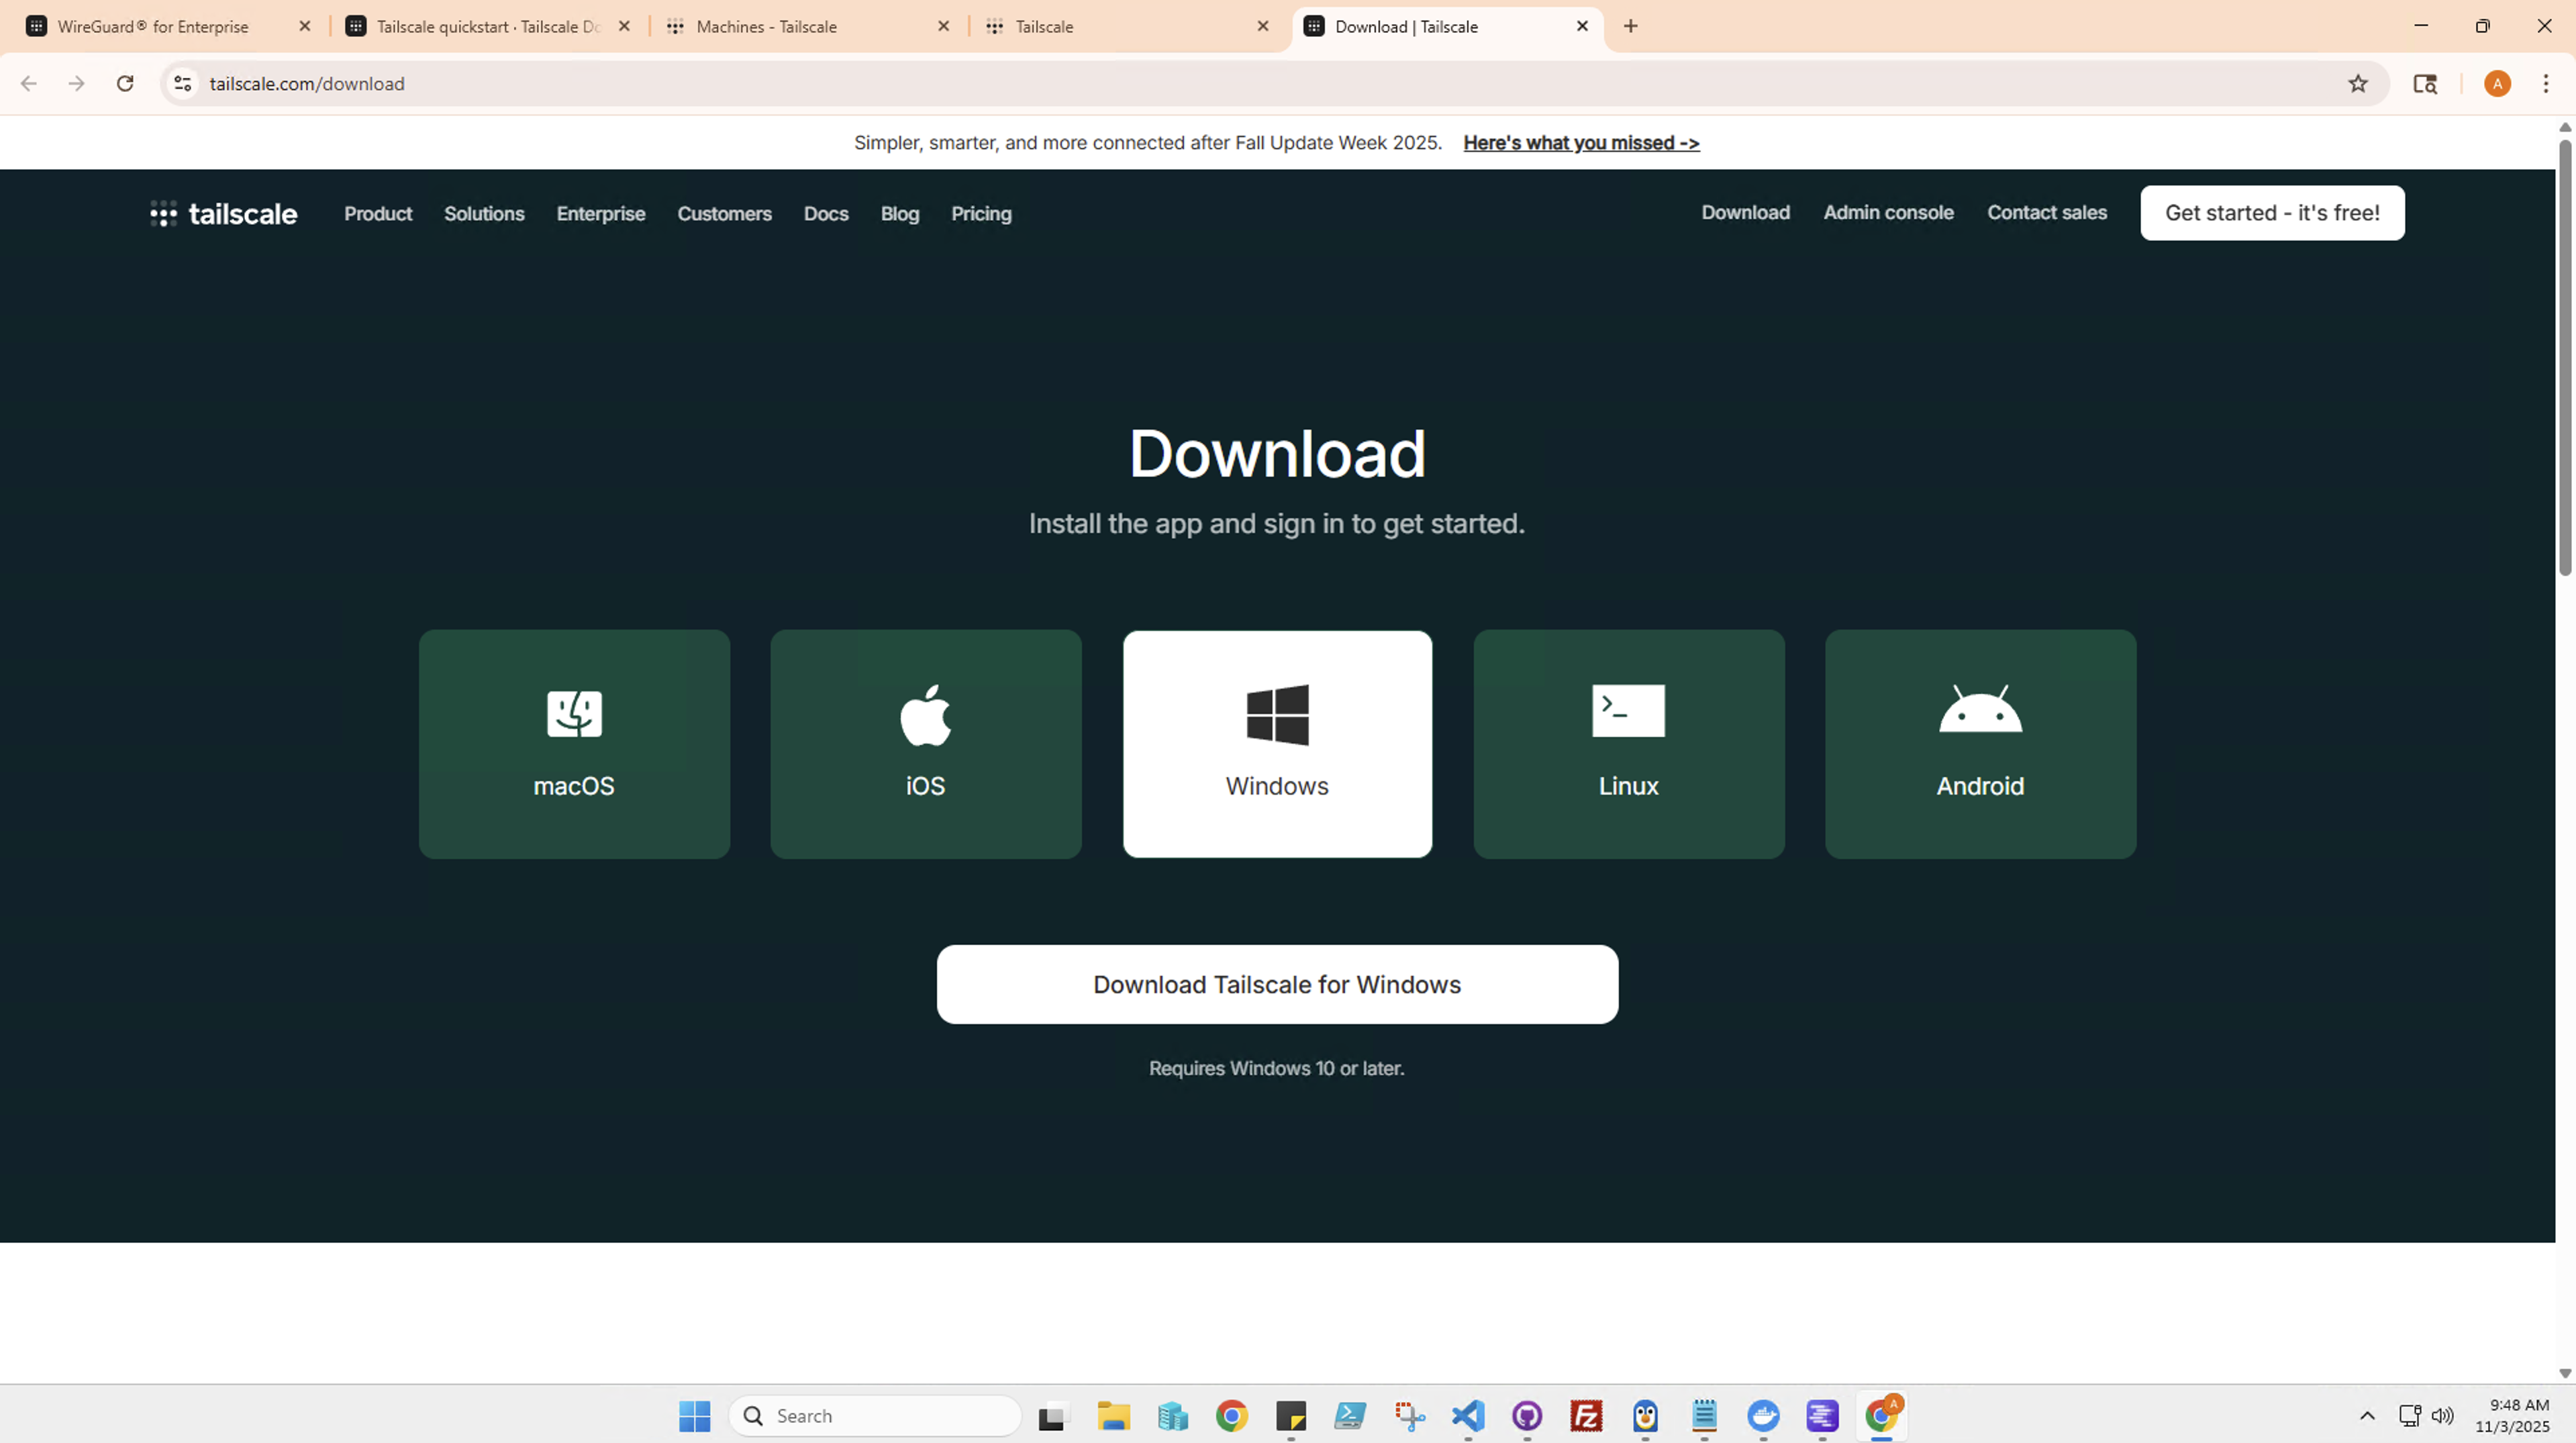 WireGuard® for Enterprise
Tailscale quickstart · Tailscale Do
Machines - Tailscale
Tailscale
Download | Tailscale
tailscale.com/download
A
Simpler, smarter, and more connected after Fall Update Week 2025. Here's what you missed ->
tailscale
Product Solutions Enterprise Customers Docs Blog Pricing
Download Admin console Contact sales Get started - it's free!
Download
Install the app and sign in to get started.
macOS
iOS
Windows
Linux
Android
Download Tailscale for Windows
Requires Windows 10 or later.
Search
Fz
A
9:48 AM
11/3/2025